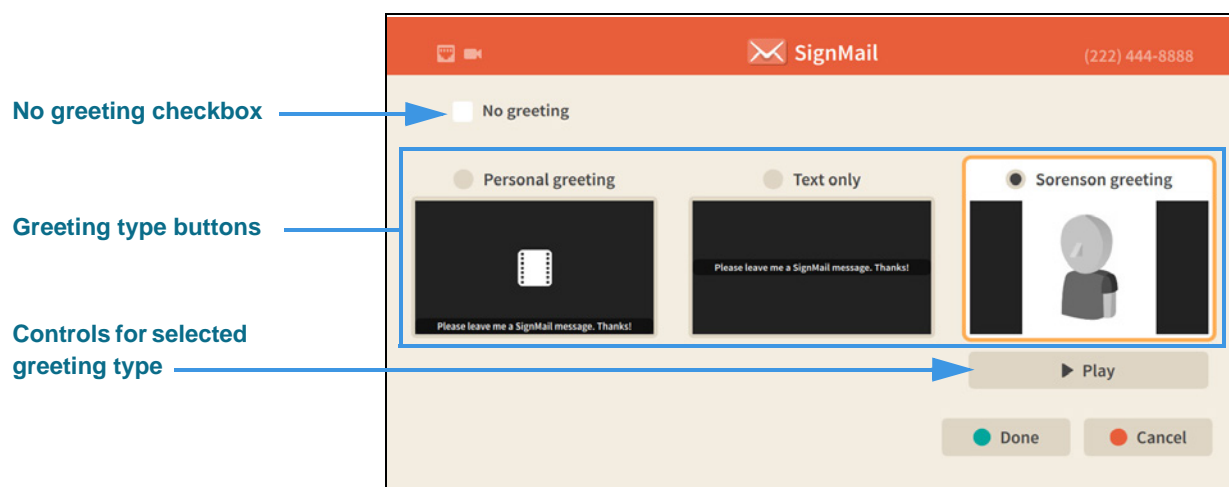 SignMail
(222) 444-8888
No greeting checkbox
No greeting
Personal greeting
Text only
Sorenson greeting
Greeting type buttons
Please leave me a SignMail message. Thanks!
Please leave me a SignMail message. Thanks!
Controls for selected
greeting type
Play
Done
Cancel